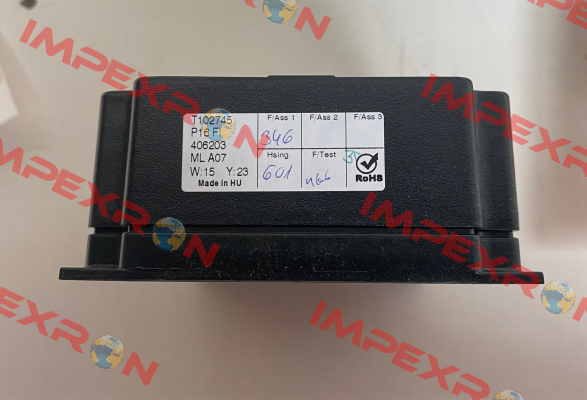 IMPEXRON
IMPEXRON
IMPEXRON
T102745 F/Ass 1 F/Ass 2 F/Ass 3
P16 FI 346
406203
ML A07 Hsing. F/Test
W:15 Y:23 601
Made in HU RoHS
IMPEXRON
IMPEXRON